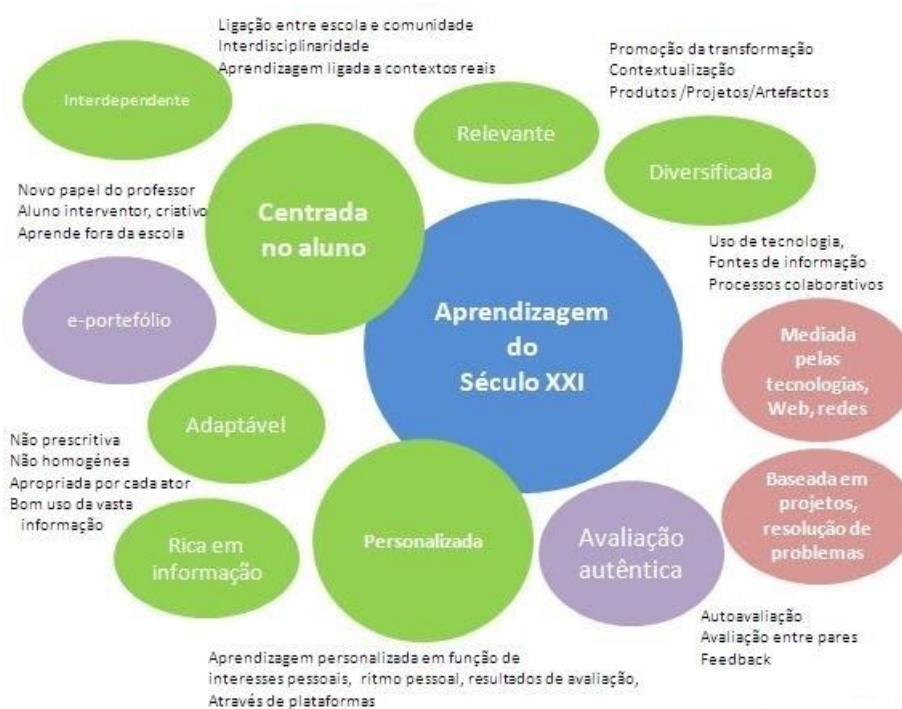 Ligação entre escola e comunidade
Interdisciplinaridade
Aprendizagem ligada a contextos reais
Promoção da transformação
Contextualização
Produtos /Projetos/Artefactos
Interdependente
Relevante
Diversificada
Novo papel do professor
Aluno interventor, criativo
Aprende fora da escola
Centrada
no aluno
Uso de tecnologia,
Fontes de informação
Processos colaborativos
e-portefólio
Aprendizagem
do
Século XXI
Mediada
pelas
tecnologias,
Web, redes
Adaptável
Não prescritiva
Não homogénea
Apropriada por cada ator
Bom uso da vasta
informação
Rica em
informação
Personalizada
Avaliação
autêntica
Baseada em
projetos,
resolução de
problemas
Autoavaliação
Avaliação entre pares
Feedback
Aprendizagem personalizada em função de
interesses pessoais, ritmo pessoal, resultados de avaliação,
Através de plataformas